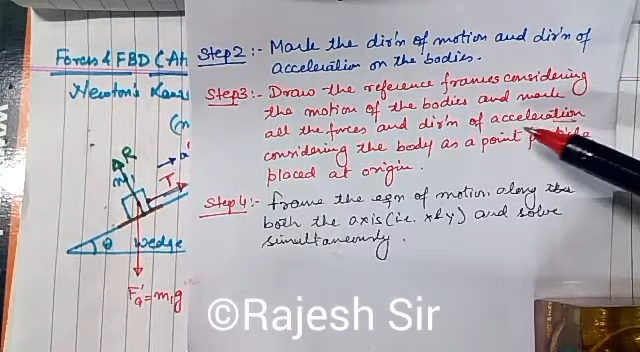 Forces & FBD (At
Newton's Laws
(m
R
a
m
T
θ wedge
F'G = m1g
Step2:- Mark the dir'n of motion and dir'n of
acceleration on the bodies.
Step3:- Draw the reference frames considering
the motion of the bodies and mark
all the forces and dir'n of acceleration
considering the body as a point
placed at origin.
Step4:- frame the eqn of motion along
both the axis (i.e. x & y) and solve
simultaneously.
©Rajesh Sir